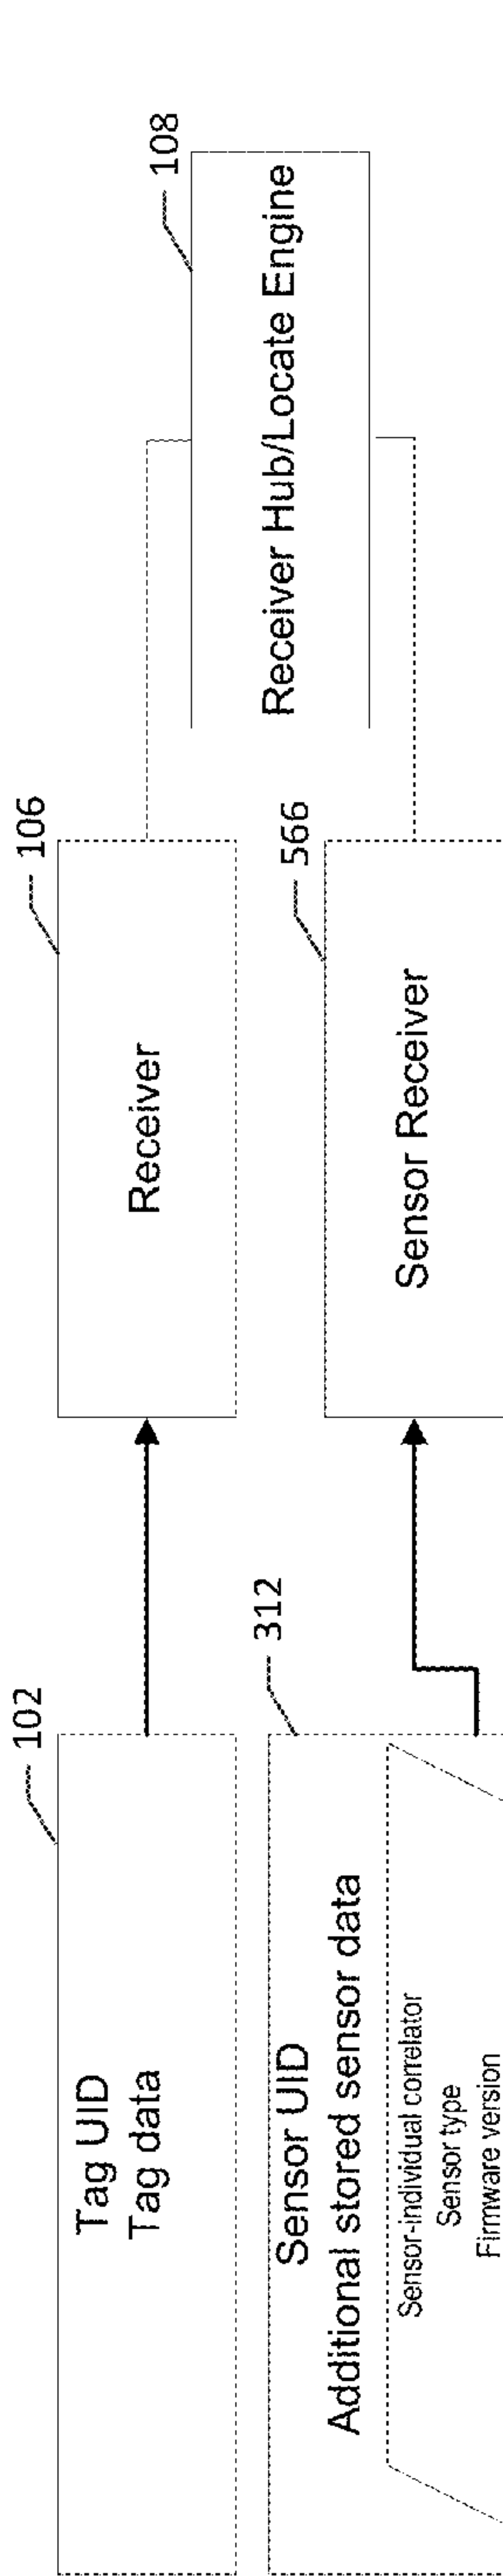 102
Tag UID
Tag data
106
Receiver
108
Receiver Hub/Locate Engine
312
Sensor UID
Additional stored sensor data
Sensor-individual correlator
Sensor type
Firmware version
566
Sensor Receiver